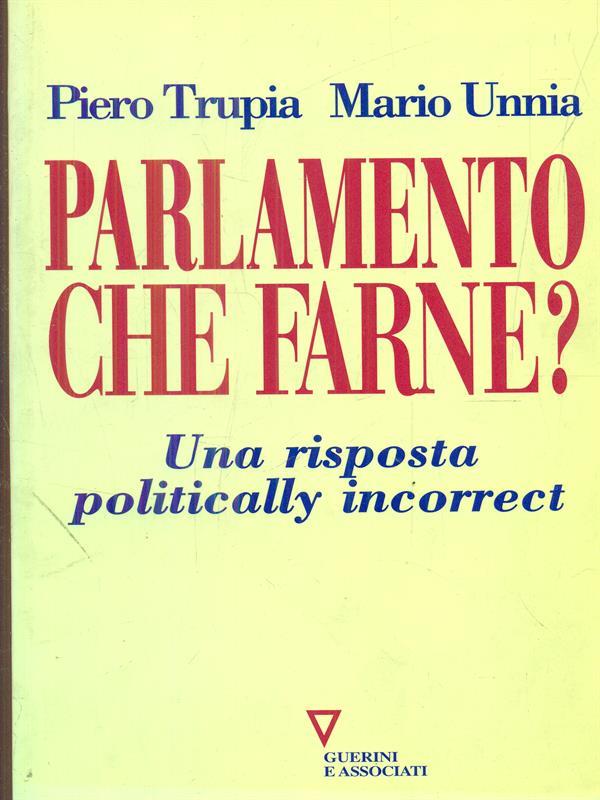 Piero Trupia Mario Unnia
PARLAMENTO
CHE FARNE?
Una risposta
politically incorrect
GUERINI
E ASSOCIATI